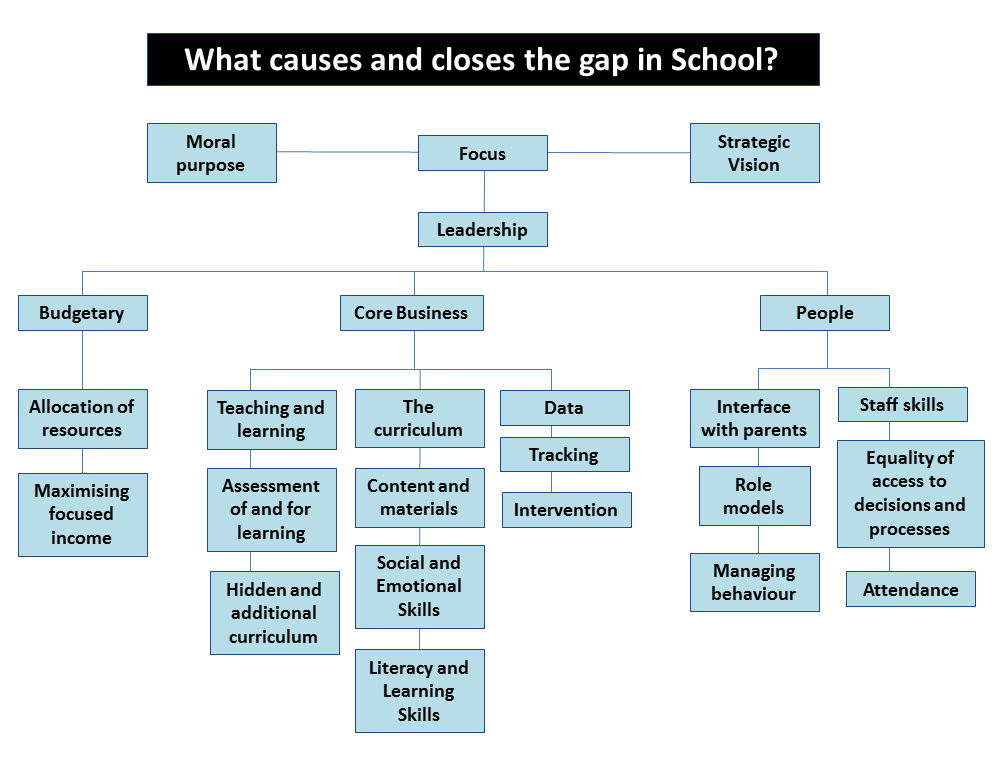 What causes and closes the gap in School?
Moral
purpose
Focus
Strategic
Vision
Leadership
Budgetary
Core Business
People
Allocation of
resources
Maximising
focused
income
Teaching and
learning
Assessment
of and for
learning
Hidden and
additional
curriculum
The
curriculum
Content and
materials
Social and
Emotional
Skills
Literacy and
Learning
Skills
Data
Tracking
Intervention
Interface
with parents
Role
models
Managing
behaviour
Staff skills
Equality of
access to
decisions and
processes
Attendance